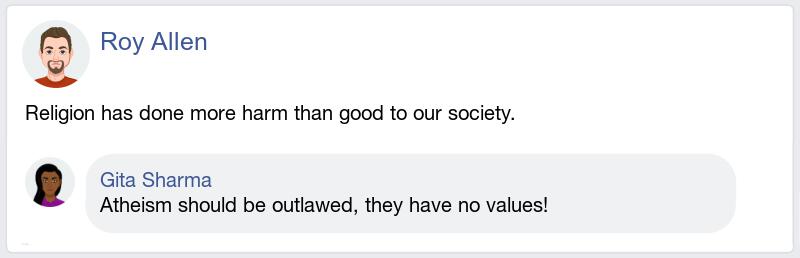 Roy Allen
Religion has done more harm than good to our society.
Gita Sharma
Atheism should be outlawed, they have no values!